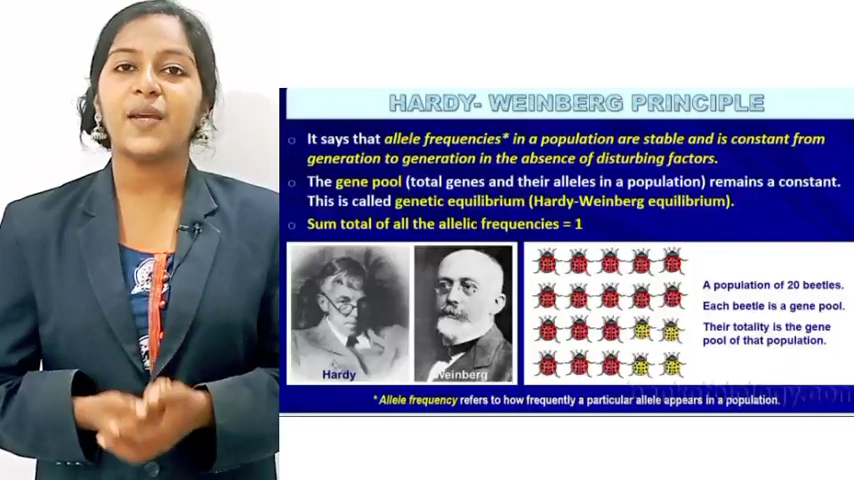 HARDY- WEINBERG PRINCIPLE
It says that allele frequencies* in a population are stable and is constant from
generation to generation in the absence of disturbing factors.
The gene pool (total genes and their alleles in a population) remains a constant.
This is called genetic equilibrium (Hardy-Weinberg equilibrium).
Sum total of all the allelic frequencies = 1
A population of 20 beetles.
Each beetle is a gene pool.
Their totality is the gene
pool of that population.
Hardy
Weinberg
* Allele frequency refers to how frequently a particular allele appears in a population.